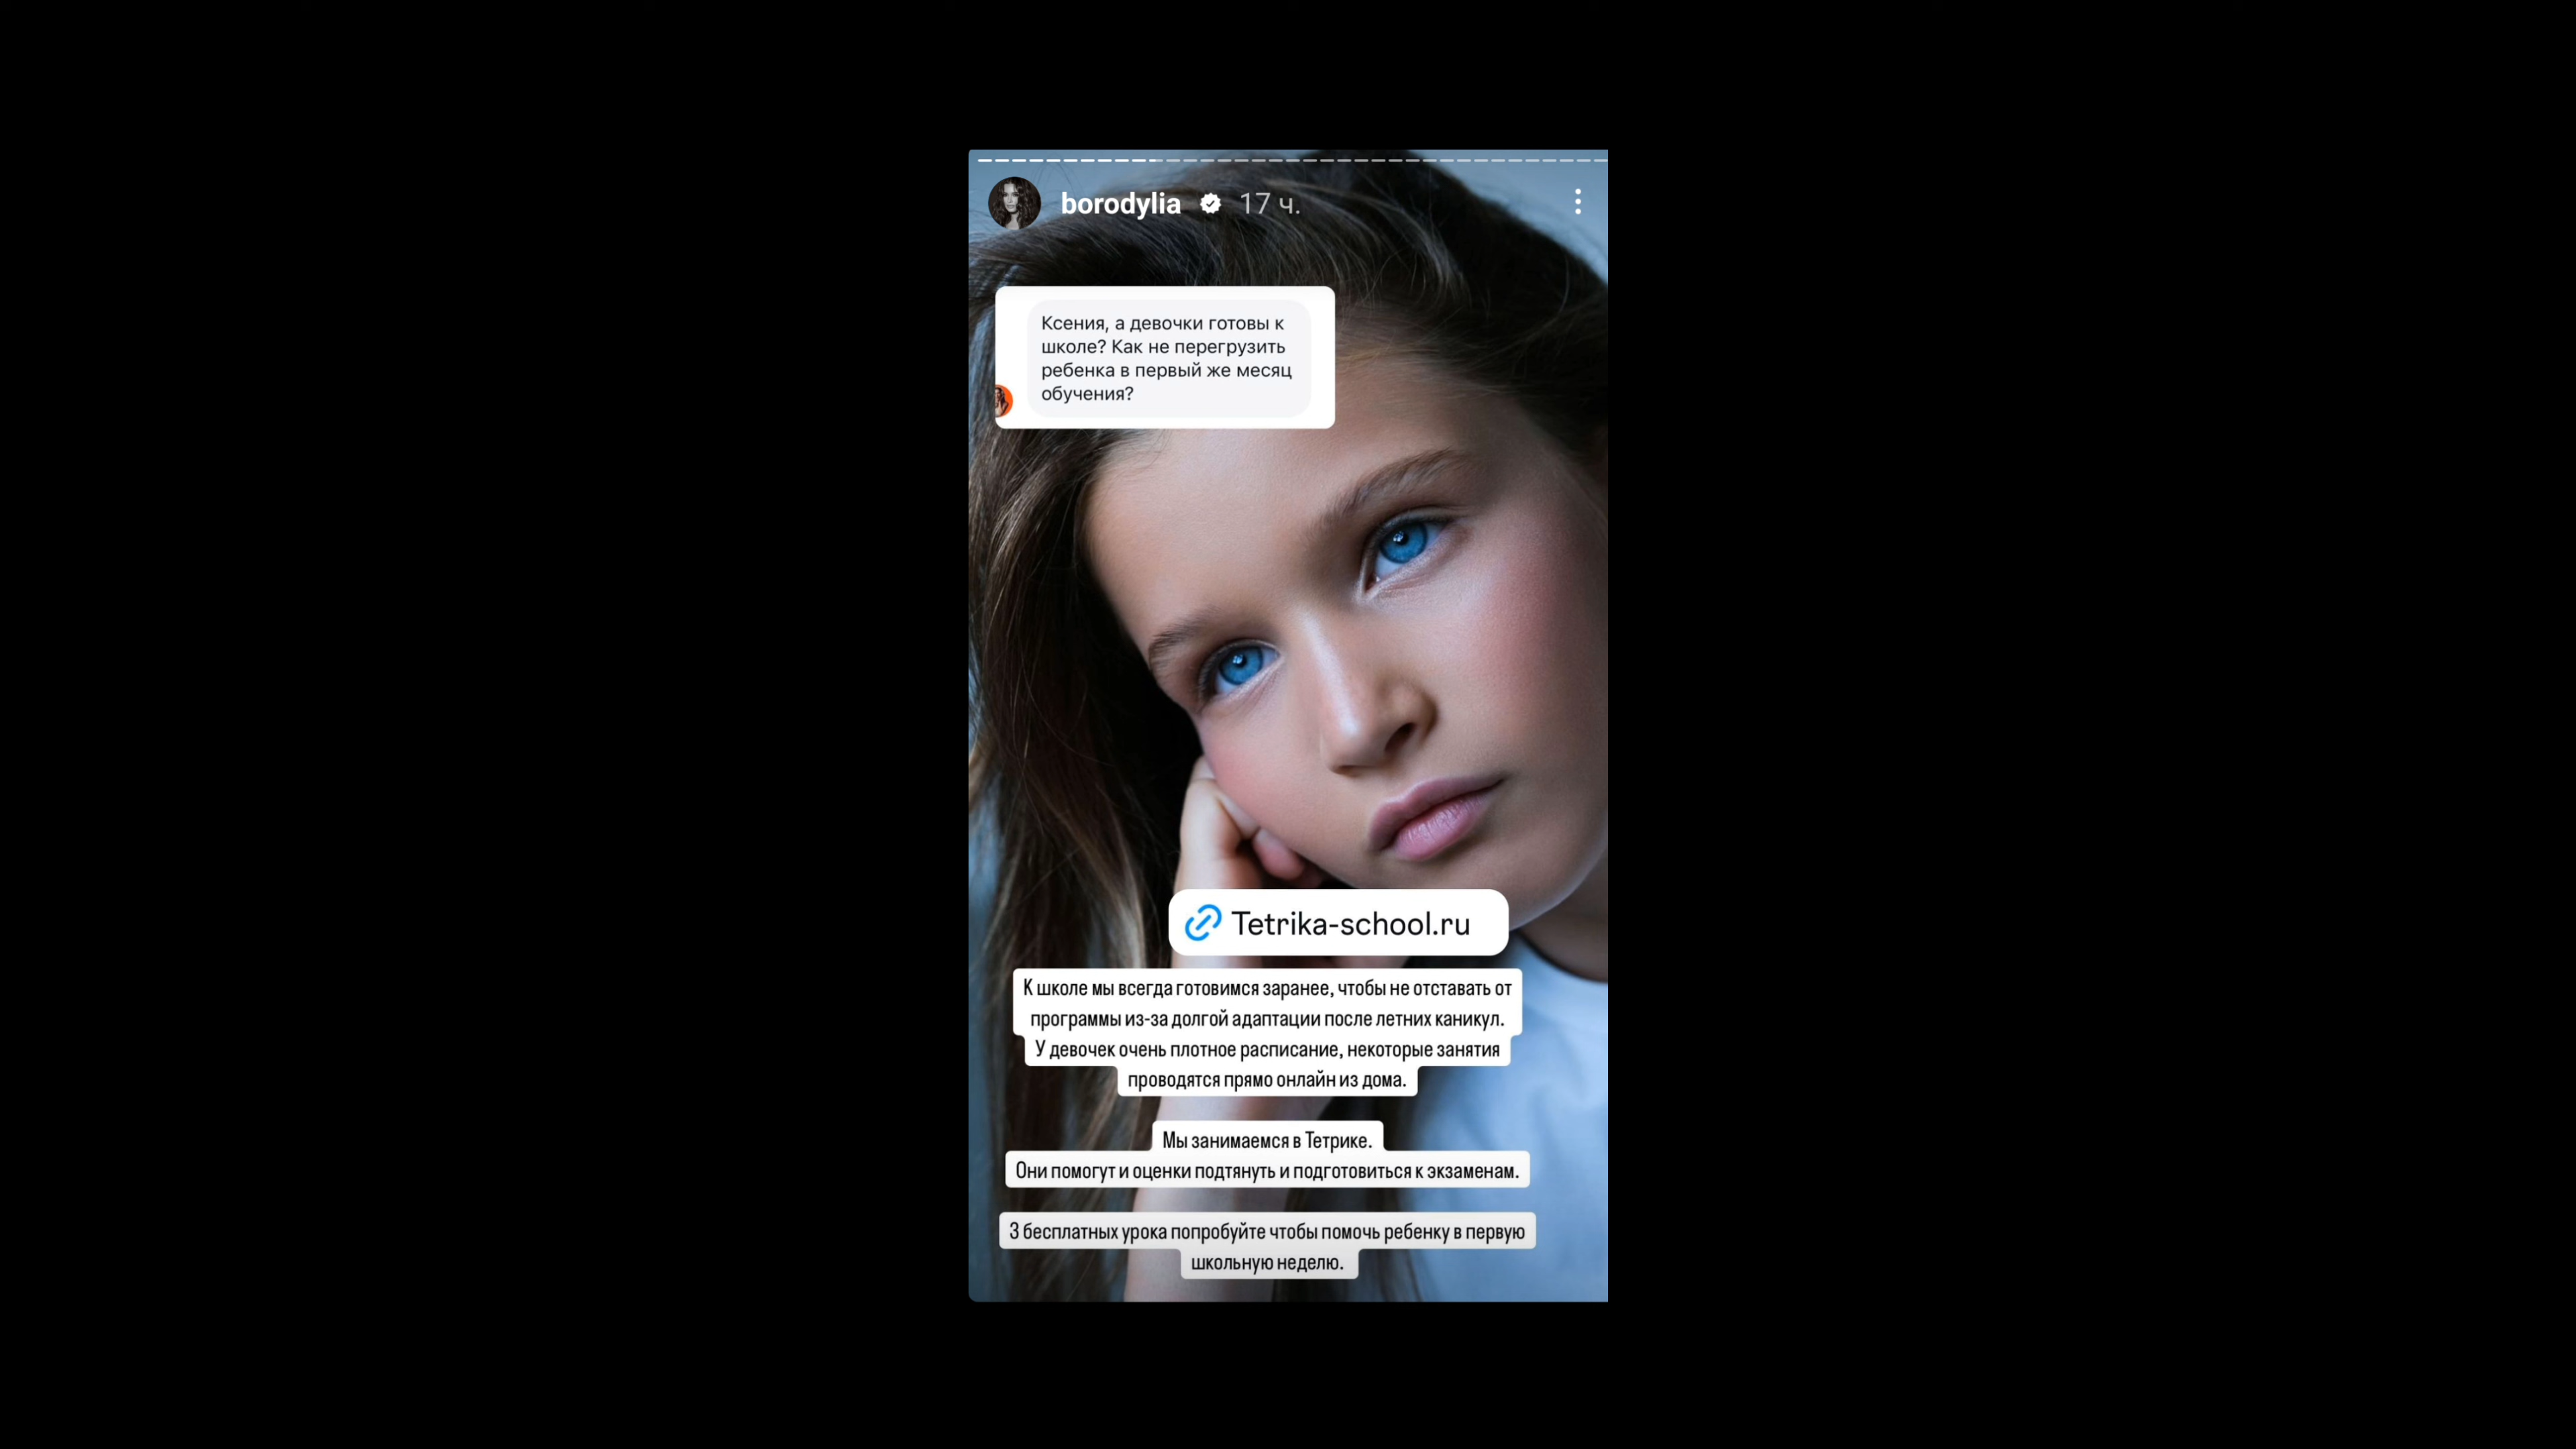 borodylia 17 ч.
Ксения, а девочки готовы к
школе? Как не перегрузить
ребенка в первый же месяц
обучения?
Tetrika-school.ru
К школе мы всегда готовимся заранее, чтобы не отставать от
программы из-за долгой адаптации после летних каникул.
У девочек очень плотное расписание, некоторые занятия
проводятся прямо онлайн из дома.
Мы занимаемся в Тетрике.
Они помогут и оценки подтянуть и подготовиться к экзаменам.
3 бесплатных урока попробуйте чтобы помочь ребенку в первую
школьную неделю.